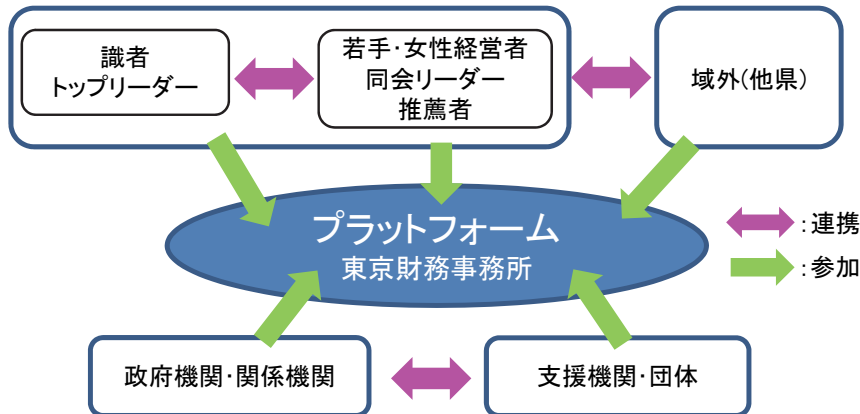 識者
トップリーダー
若手・女性経営者
同会リーダー
推薦者
域外(他県)
プラットフォーム
東京財務事務所
:連携
:参加
政府機関・関係機関
支援機関・団体